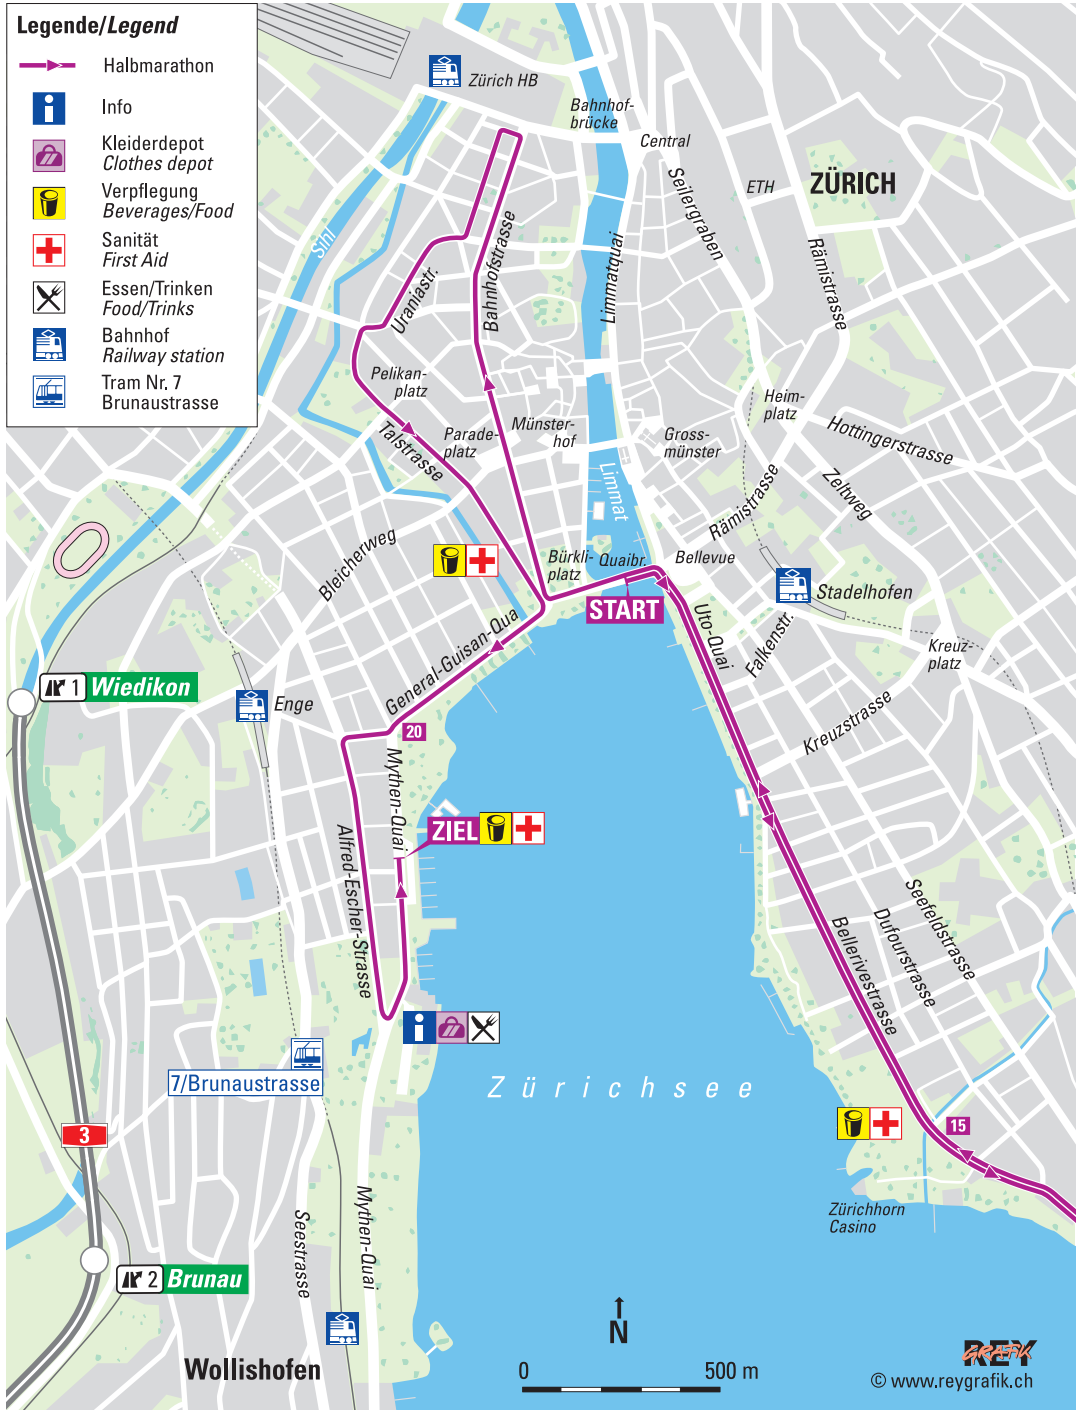 Legende/Legend
Halbmarathon
Info
Kleiderdepot
Clothes depot
Verpflegung
Beverages/Food
Sanität
First Aid
Essen/Trinken
Food/Trinks
Bahnhof
Railway station
Tram Nr. 7
Brunaustrasse
Zürich HB
Bahnhof-
brücke
Central
ETH
ZÜRICH
Seilergraben
Rämistrasse
Sihl
Limmatquai
Bahnhofstrasse
Uraniastr.
Pelikan-
platz
Talstrasse
Parade-
platz
Münster-
hof
Gross-
münster
Heim-
platz
Hottingerstrasse
Zeltweg
Rämistrasse
Limmat
Bleicherweg
Bürkli-
platz
Quaibr.
Bellevue
START
Stadelhofen
Uto-Quai
Falkenstr.
Kreuz-
platz
General-Guisan-Qua
1 Wiedikon
Enge
20
Kreuzstrasse
Mythen-Quai
ZIEL
Alfred-Escher-Strasse
Seefeldstrasse
Dufourstrasse
Bellerivestrasse
7/Brunaustrasse
Zürichsee
15
3
Zürichhorn
Casino
Mythen-Quai
Seestrasse
2 Brunau
Wollishofen
N
0 500 m
REY
GRAFIK
© www.reygrafik.ch